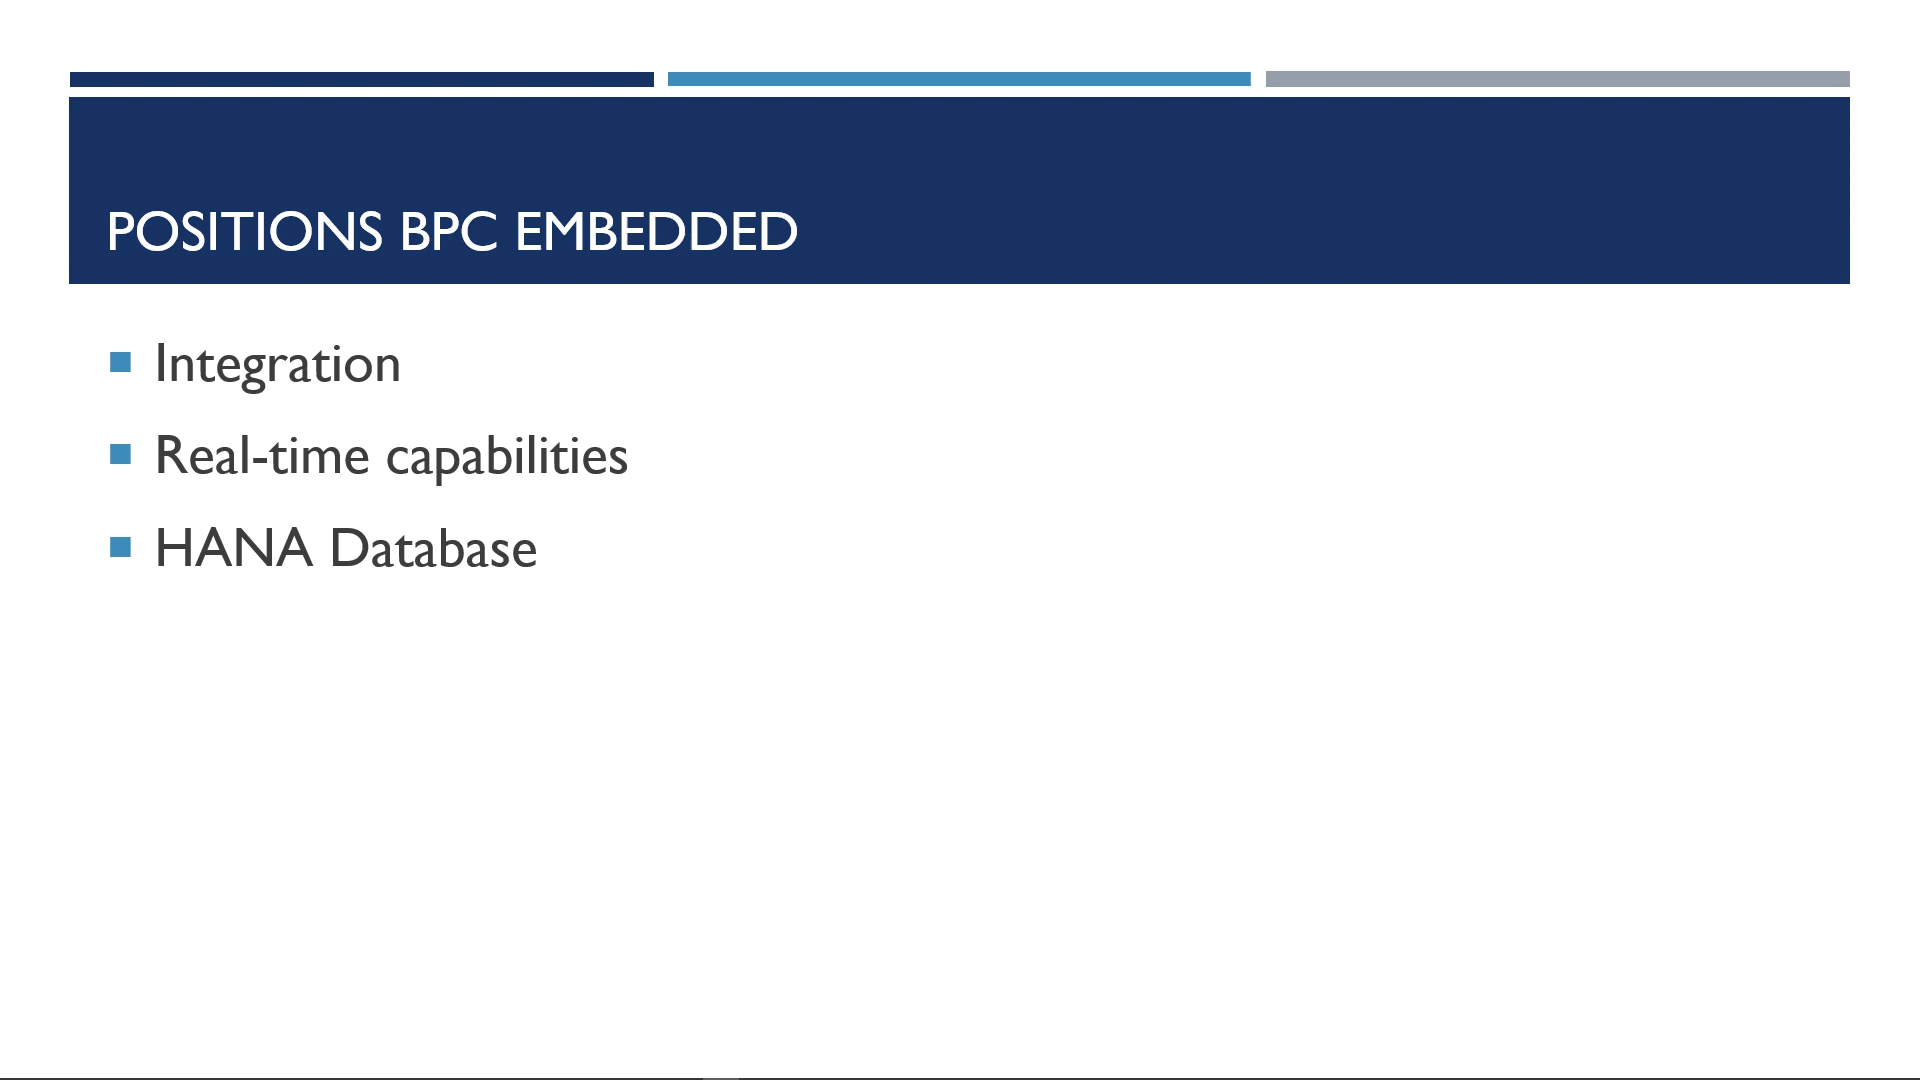 POSITIONS BPC EMBEDDED
Integration
Real-time capabilities
HANA Database